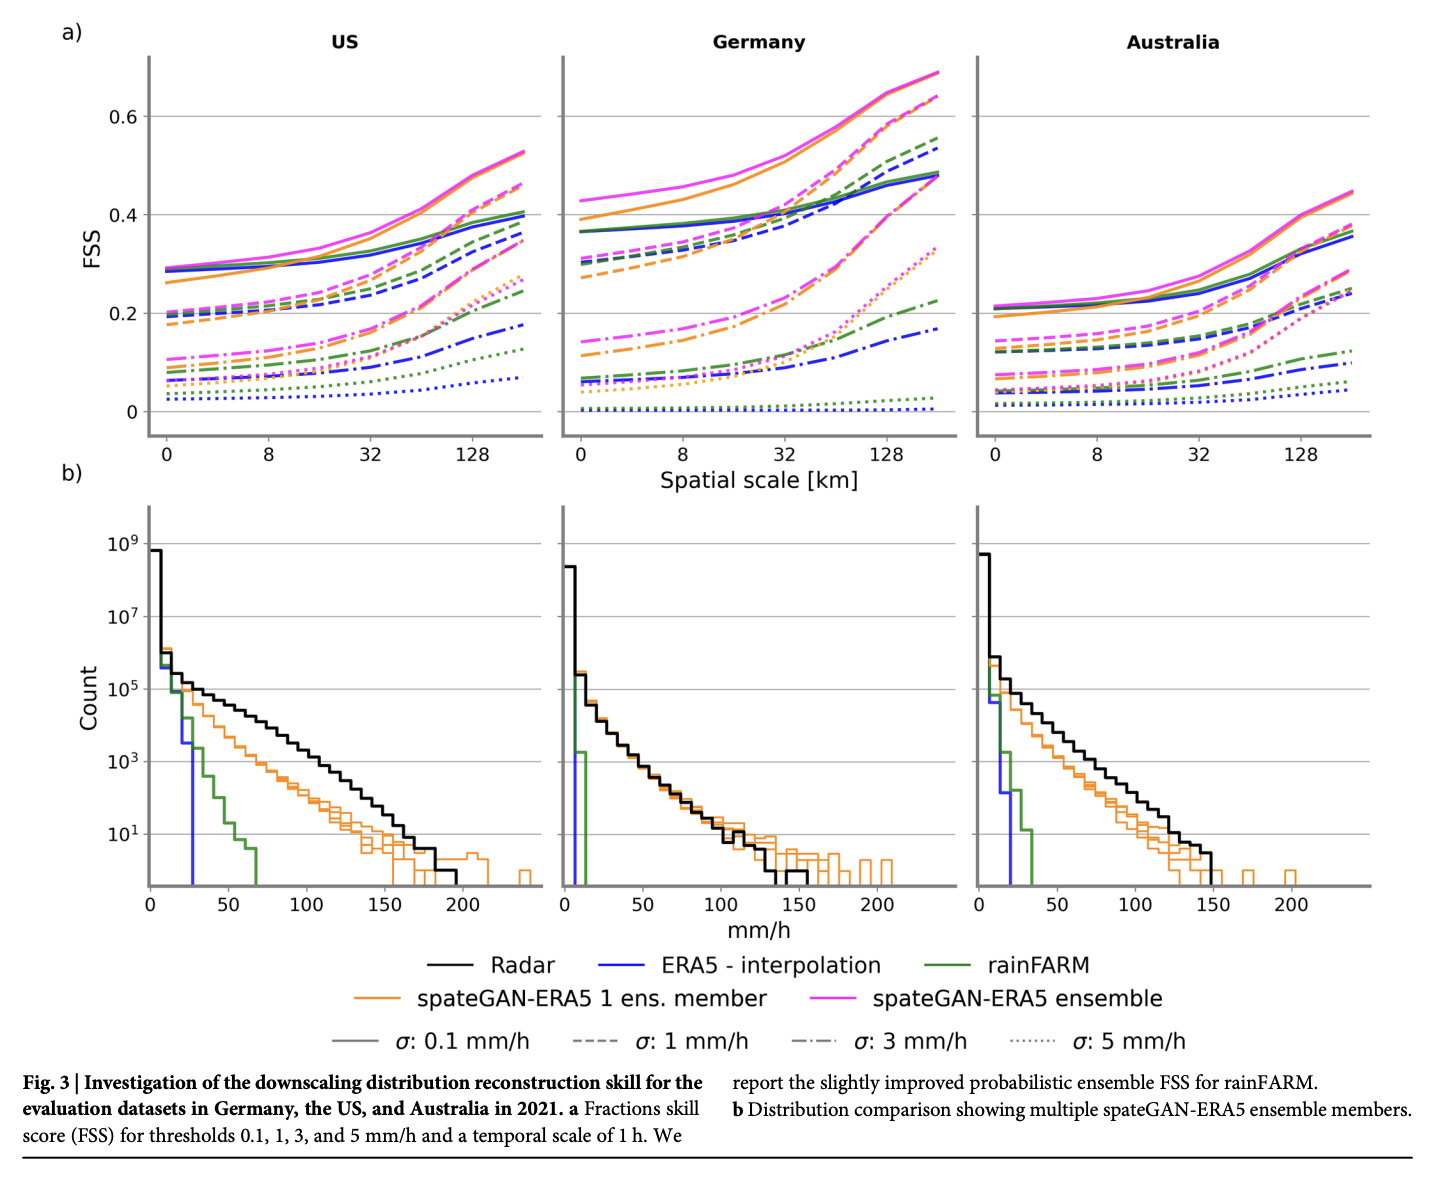 a)
US
Germany
Australia
FSS
0.6
0.4
0.2
0
0 8 32 128
0 8 32 128
0 8 32 128
Spatial scale [km]
b)
Count
10⁹
10⁷
10⁵
10³
10¹
0 50 100 150 200
0 50 100 150 200
0 50 100 150 200
mm/h
Radar ERA5 - interpolation rainFARM
spateGAN-ERA5 1 ens. member spateGAN-ERA5 ensemble
σ: 0.1 mm/h σ: 1 mm/h σ: 3 mm/h σ: 5 mm/h
Fig. 3 | Investigation of the downscaling distribution reconstruction skill for the
evaluation datasets in Germany, the US, and Australia in 2021. a Fractions skill
score (FSS) for thresholds 0.1, 1, 3, and 5 mm/h and a temporal scale of 1 h. We
report the slightly improved probabilistic ensemble FSS for rainFARM.
b Distribution comparison showing multiple spateGAN-ERA5 ensemble members.